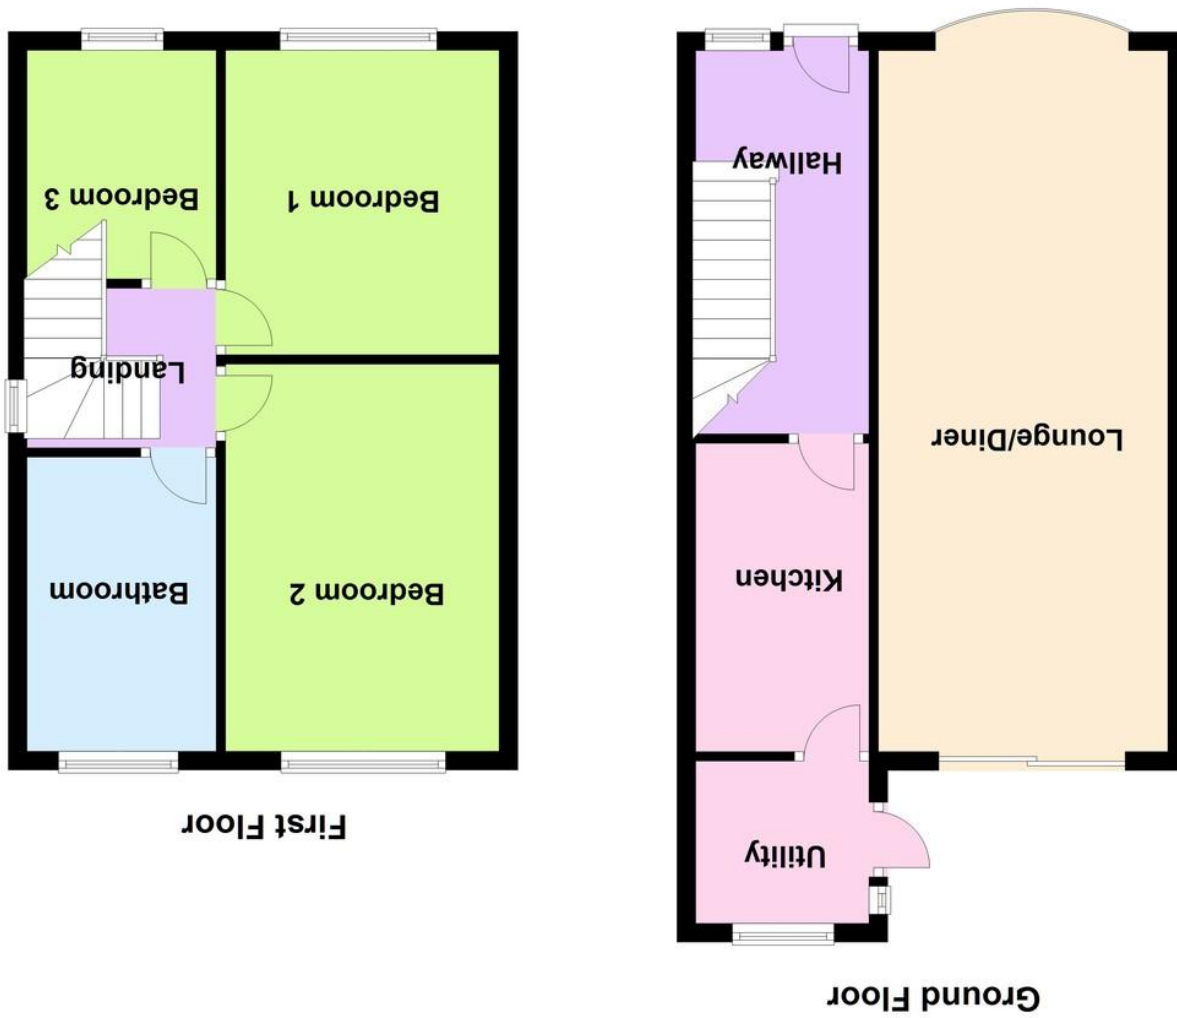 Ground Floor
Utility
Kitchen
Lounge/Diner
Hallway
First Floor
Bedroom 2
Bathroom
Landing
Bedroom 1
Bedroom 3